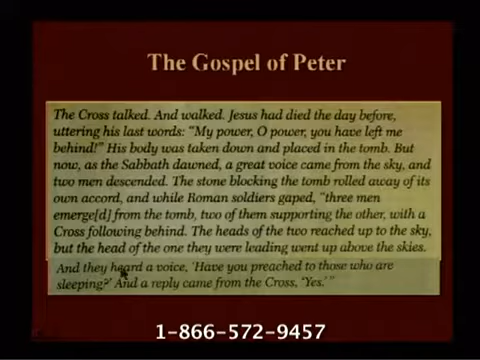 The Gospel of Peter
The Cross talked. And walked. Jesus had died the day before,
uttering his last words: "My power, O power, you have left me
behind!" His body was taken down and placed in the tomb. But
now, as the Sabbath dawned, a great voice came from the sky, and
two men descended. The stone blocking the tomb rolled away of its
own accord, and while Roman soldiers gaped, "three men
emerge[d] from the tomb, two of them supporting the other, with a
Cross following behind. The heads of the two reached up to the sky,
but the head of the one they were leading went up above the skies.
And they heard a voice, 'Have you preached to those who are
sleeping?' And a reply came from the Cross, 'Yes.'"
1-866-572-9457